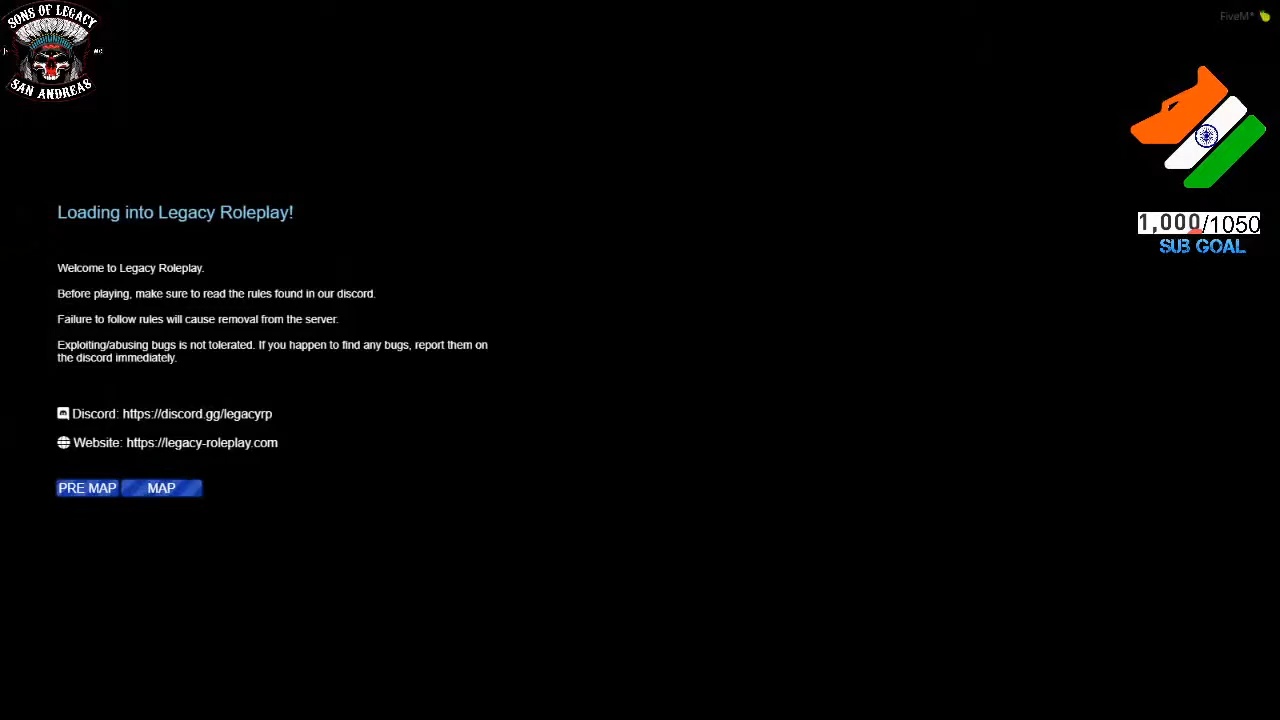 SONS OF LEGACY
MC
SAN ANDREAS
FiveM*
1,000/1050
SUB GOAL
Loading into Legacy Roleplay!
Welcome to Legacy Roleplay.
Before playing, make sure to read the rules found in our discord.
Failure to follow rules will cause removal from the server.
Exploiting/abusing bugs is not tolerated. If you happen to find any bugs, report them on
the discord immediately.
Discord: https://discord.gg/legacyrp
Website: https://legacy-roleplay.com
PRE MAP MAP